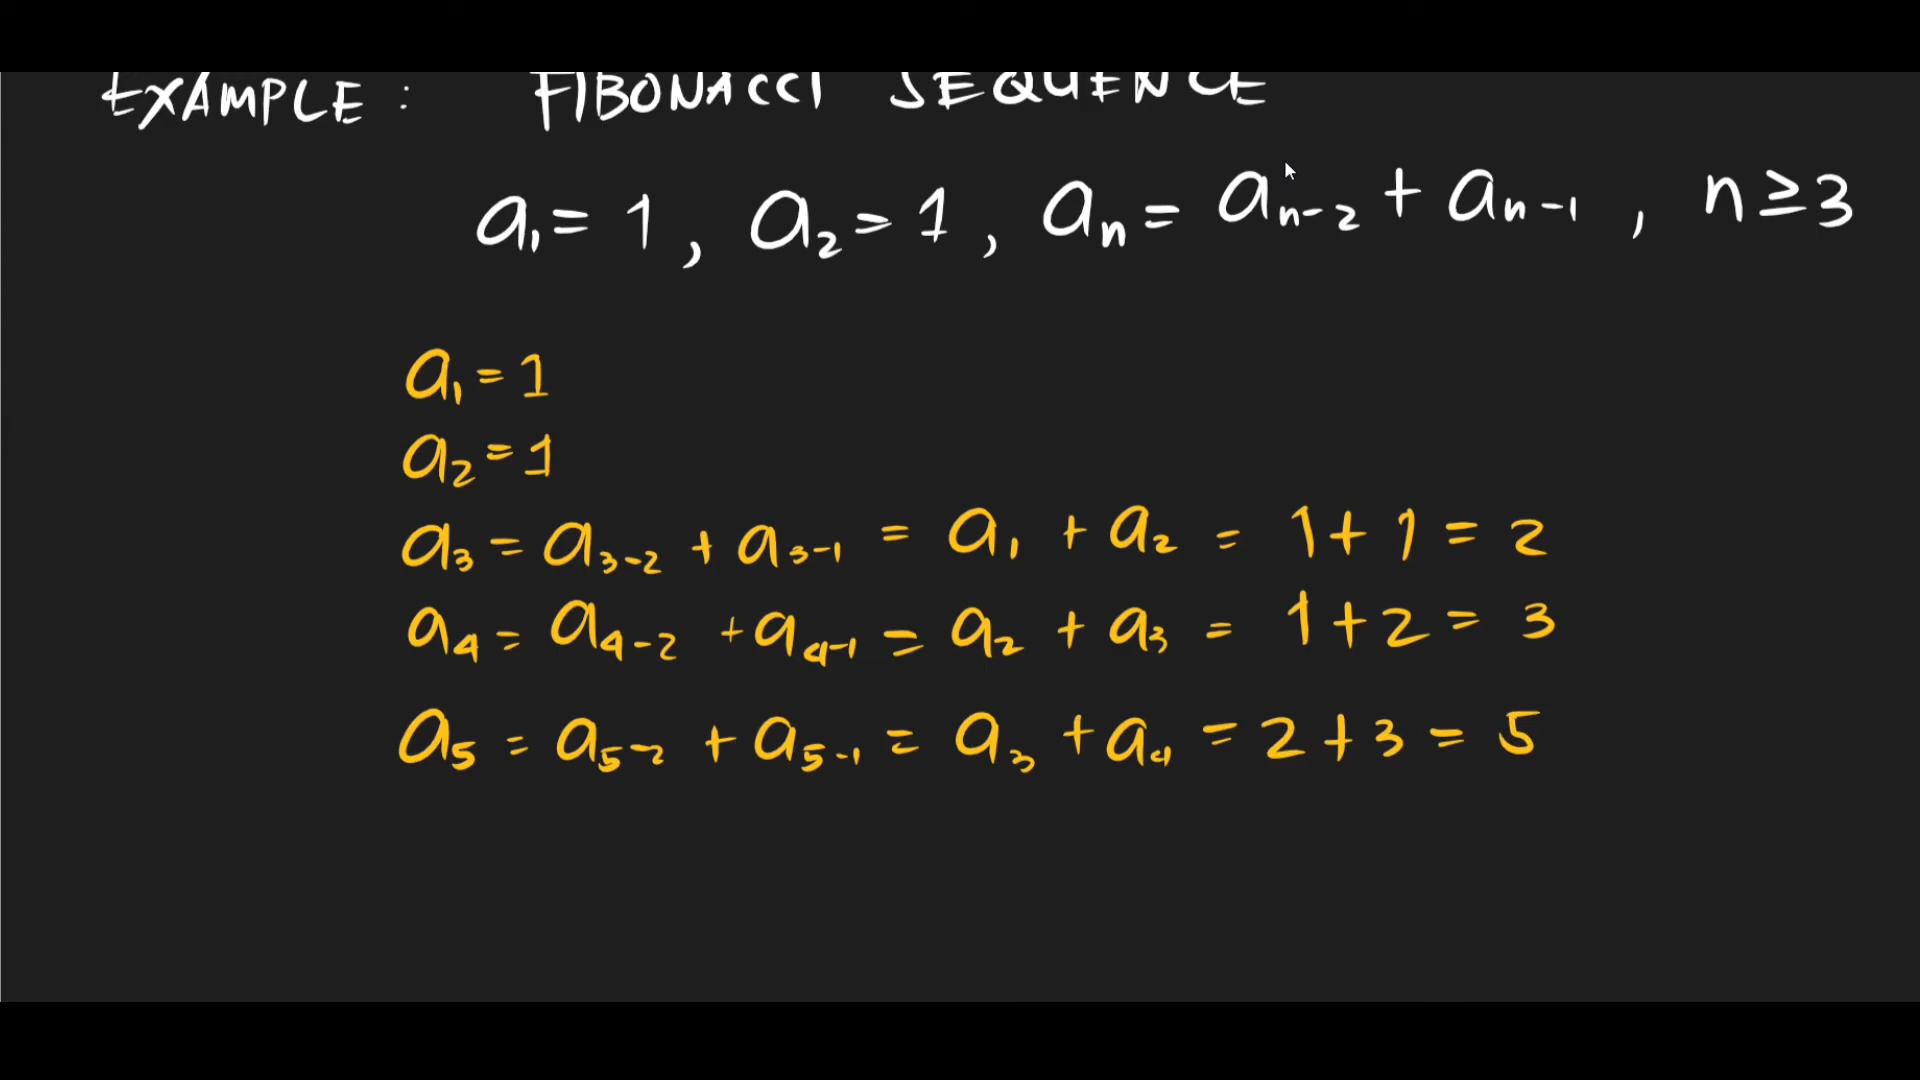 EXAMPLE : FIBONACCI SEQUENCE
a₁ = 1 , a₂ = 1 , aₙ = aₙ₋₂ + aₙ₋₁ , n ≥ 3
a₁ = 1
a₂ = 1
a₃ = a₃₋₂ + a₃₋₁ = a₁ + a₂ = 1 + 1 = 2
a₄ = a₄₋₂ + a₄₋₁ = a₂ + a₃ = 1 + 2 = 3
a₅ = a₅₋₂ + a₅₋₁ = a₃ + a₄ = 2 + 3 = 5